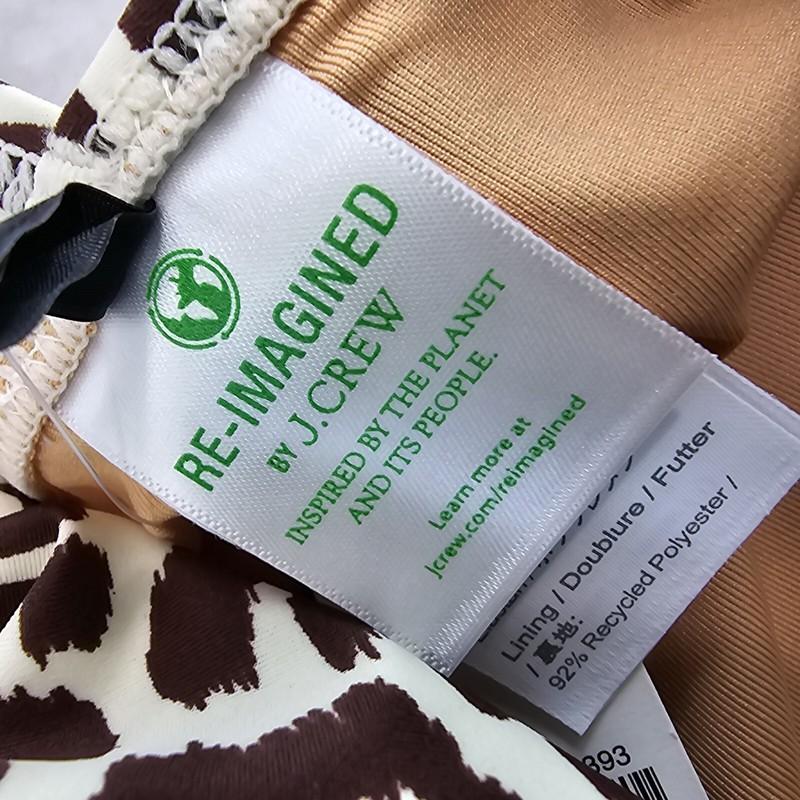 RE-IMAGINED
BY J.CREW
INSPIRED BY THE PLANET
AND ITS PEOPLE.
Learn more at
Jcrew.com/reimagined
Lining / Doublure / Futter
/ 裏地:
92% Recycled Polyester /
393